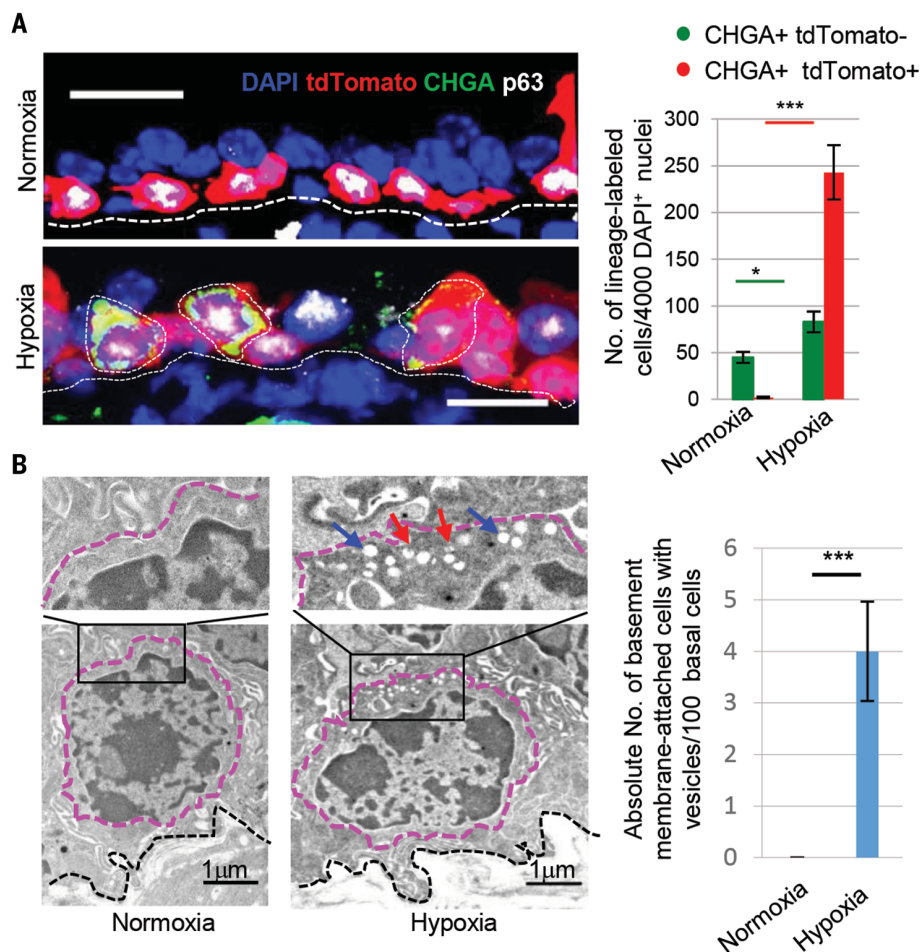 A
DAPI tdTomato CHGA p63
Normoxia
Hypoxia
CHGA+ tdTomato-
CHGA+ tdTomato+
No. of lineage-labeled
cells/4000 DAPI⁺ nuclei
300
250
200
150
100
50
0
***
*
Normoxia
Hypoxia
B
1μm
1μm
Normoxia
Hypoxia
Absolute No. of basement
membrane-attached cells with
vesicles/100 basal cells
6
5
4
3
2
1
0
***
Normoxia
Hypoxia